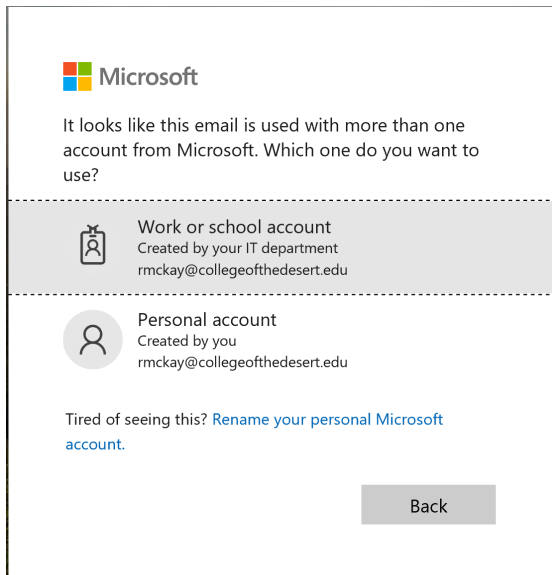 Microsoft
It looks like this email is used with more than one
account from Microsoft. Which one do you want to
use?
Work or school account
Created by your IT department
rmckay@collegeofthedesert.edu
Personal account
Created by you
rmckay@collegeofthedesert.edu
Tired of seeing this? Rename your personal Microsoft
account.
Back